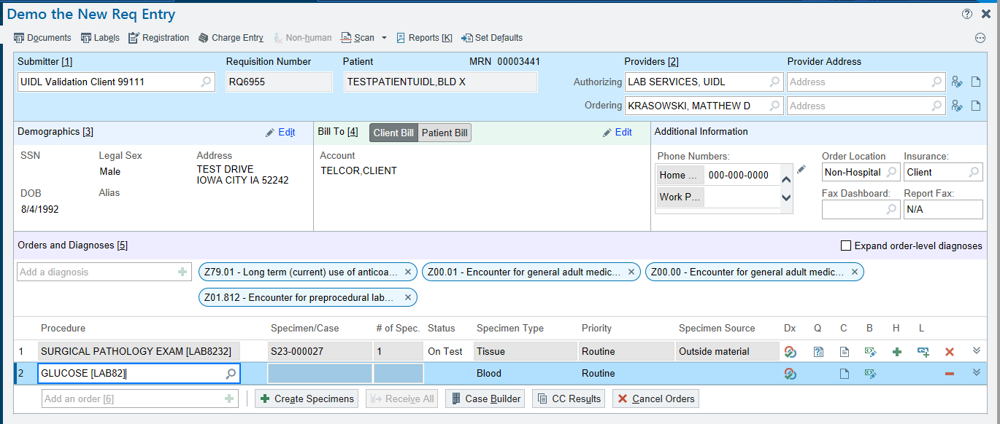 Demo the New Req Entry
Documents Labels Registration Charge Entry Non-human Scan Reports [K] Set Defaults
Submitter [1] Requisition Number Patient MRN 00003441 Providers [2] Provider Address
UIDL Validation Client 99111 RQ6955 TESTPATIENTUIDL,BLD X Authorizing LAB SERVICES, UIDL Address
Ordering KRASOWSKI, MATTHEW D Address
Demographics [3] Edit Bill To [4] Client Bill Patient Bill Edit Additional Information
SSN Legal Sex Address Account Phone Numbers: Order Location Insurance:
Male TEST DRIVE TELCOR,CLIENT Home ... 000-000-0000 Non-Hospital Client
IOWA CITY IA 52242
DOB Alias Work P... Fax Dashboard: Report Fax:
8/4/1992 N/A
Orders and Diagnoses [5] Expand order-level diagnoses
Add a diagnosis Z79.01 - Long term (current) use of anticoa... Z00.01 - Encounter for general adult medic... Z00.00 - Encounter for general adult medic...
Z01.812 - Encounter for preprocedural lab...
Procedure Specimen/Case # of Spec. Status Specimen Type Priority Specimen Source Dx Q C B H L
1 SURGICAL PATHOLOGY EXAM [LAB8232] S23-000027 1 On Test Tissue Routine Outside material
2 GLUCOSE [LAB82] Blood Routine
Add an order [6] Create Specimens Receive All Case Builder CC Results Cancel Orders